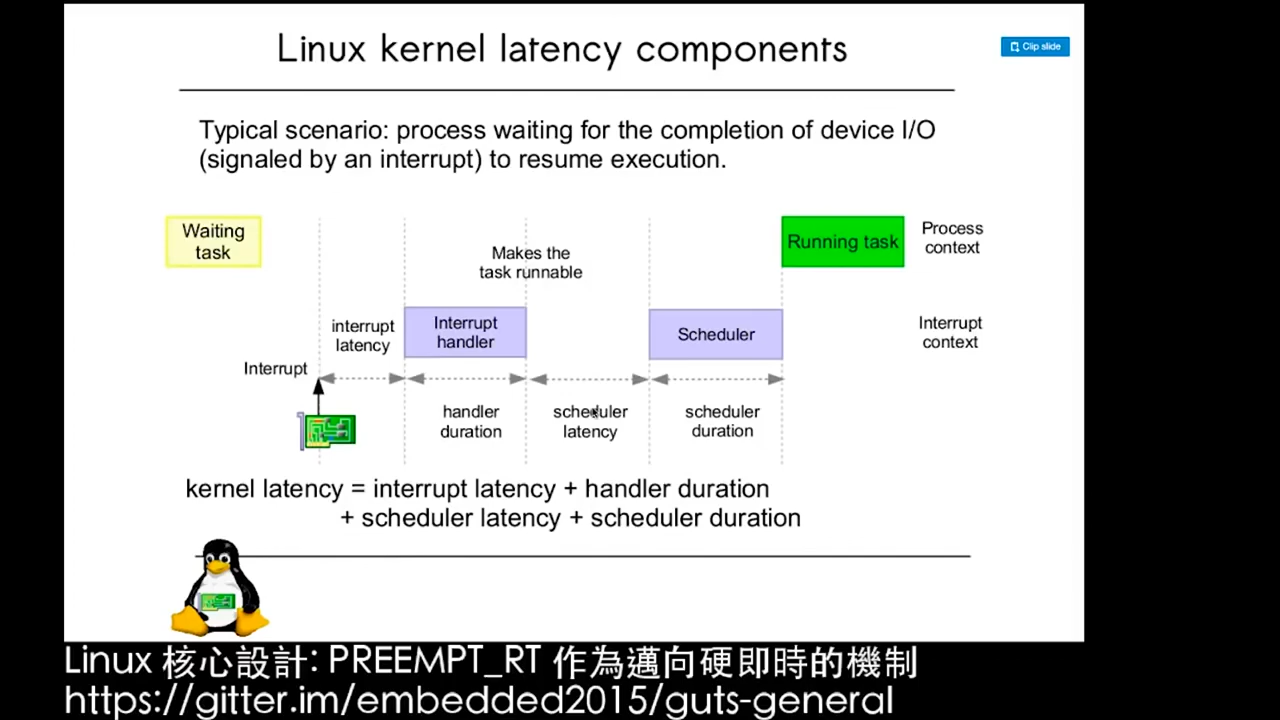 Linux kernel latency components
Clip slide
Typical scenario: process waiting for the completion of device I/O
(signaled by an interrupt) to resume execution.
Waiting
task
Makes the
task runnable
Running task
Process
context
interrupt
latency
Interrupt
handler
Scheduler
Interrupt
context
Interrupt
handler
duration
scheduler
latency
scheduler
duration
kernel latency = interrupt latency + handler duration
+ scheduler latency + scheduler duration
Linux 核心設計: PREEMPT_RT 作為邁向硬即時的機制
https://gitter.im/embedded2015/guts-general